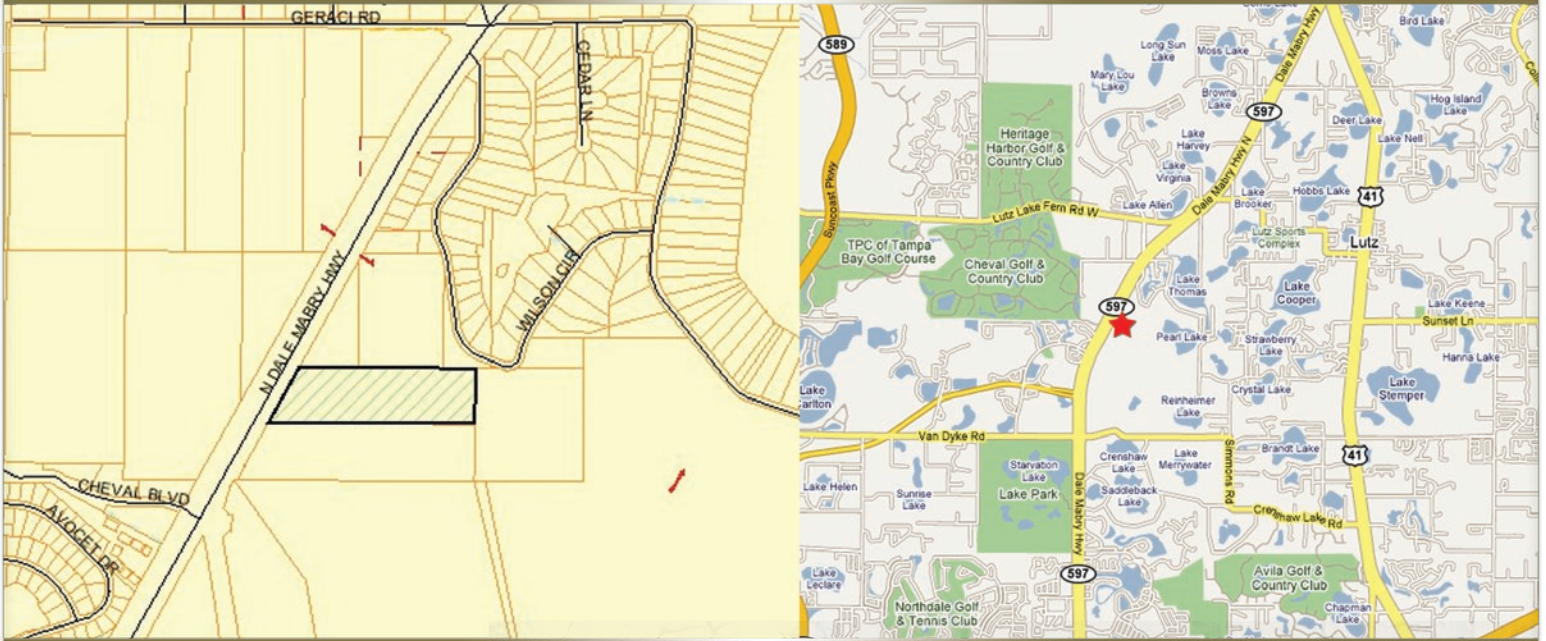 GERACI RD
CEDAR LN
WILSON CIR
N DALE MABRY HWY
CHEVAL BLVD
AVOCET DR
589
Suncoast Pkwy
Long Sun
Lake
Moss Lake
Dale Mabry Hwy
Bird Lake
Mary Lou
Lake
Browns
Lake
597
Hog Island
Lake
Deer Lake
Lake Nell
Heritage
Harbor Golf &
Country Club
Lake
Harvey
Lake
Virginia
Dale Mabry Hwy N
Lake Allen
Lake
Brooker
Hobbs Lake
41
Lutz Lake Fern Rd W
Lutz Sports
Complex
Lutz
TPC of Tampa
Bay Golf Course
Cheval Golf &
Country Club
Lake
Thomas
Lake
Cooper
597
Lake Keene
Sunset Ln
Pearl Lake
Strawberry
Lake
Hanna Lake
Lake
Carlton
Crystal Lake
Lake
Stemper
Reinheimer
Lake
Van Dyke Rd
Starvation
Lake
Lake Park
Crenshaw
Lake
Lake
Merrywater
Simmons Rd
Brandt Lake
41
Lake Helen
Sunrise
Lake
Saddleback
Lake
Dale Mabry Hwy
Crenshaw Lake Rd
597
Lake
Leclare
Avila Golf &
Country Club
Northdale Golf
& Tennis Club
Chapman
Lake